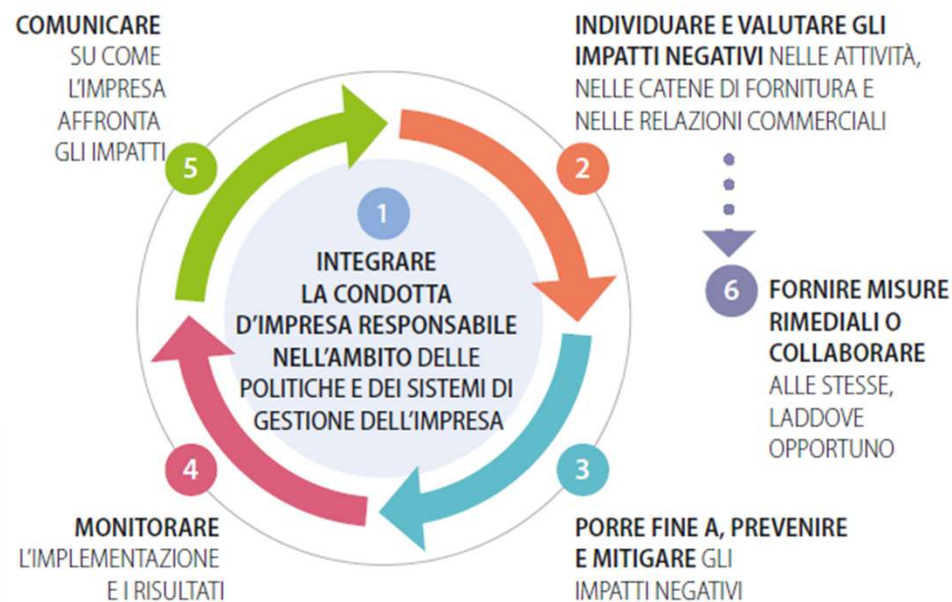 COMUNICARE
SU COME
L'IMPRESA
AFFRONTA
GLI IMPATTI
5
INDIVIDUARE E VALUTARE GLI
IMPATTI NEGATIVI NELLE ATTIVITÀ,
NELLE CATENE DI FORNITURA E
NELLE RELAZIONI COMMERCIALI
2
1
INTEGRARE
LA CONDOTTA
D'IMPRESA RESPONSABILE
NELL'AMBITO DELLE
POLITICHE E DEI SISTEMI DI
GESTIONE DELL'IMPRESA
6
FORNIRE MISURE
RIMEDIALI O
COLLABORARE
ALLE STESSE,
LADDOVE
OPPORTUNO
4
MONITORARE
L'IMPLEMENTAZIONE
E I RISULTATI
3
PORRE FINE A, PREVENIRE
E MITIGARE GLI
IMPATTI NEGATIVI